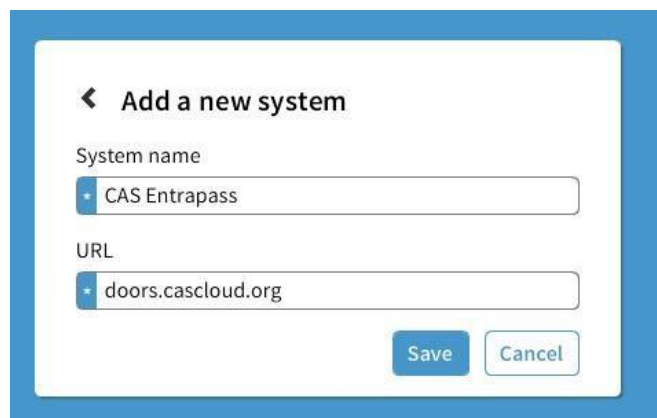 Add a new system
System name
* CAS Entrapass
URL
* doors.cascloud.org
Save Cancel